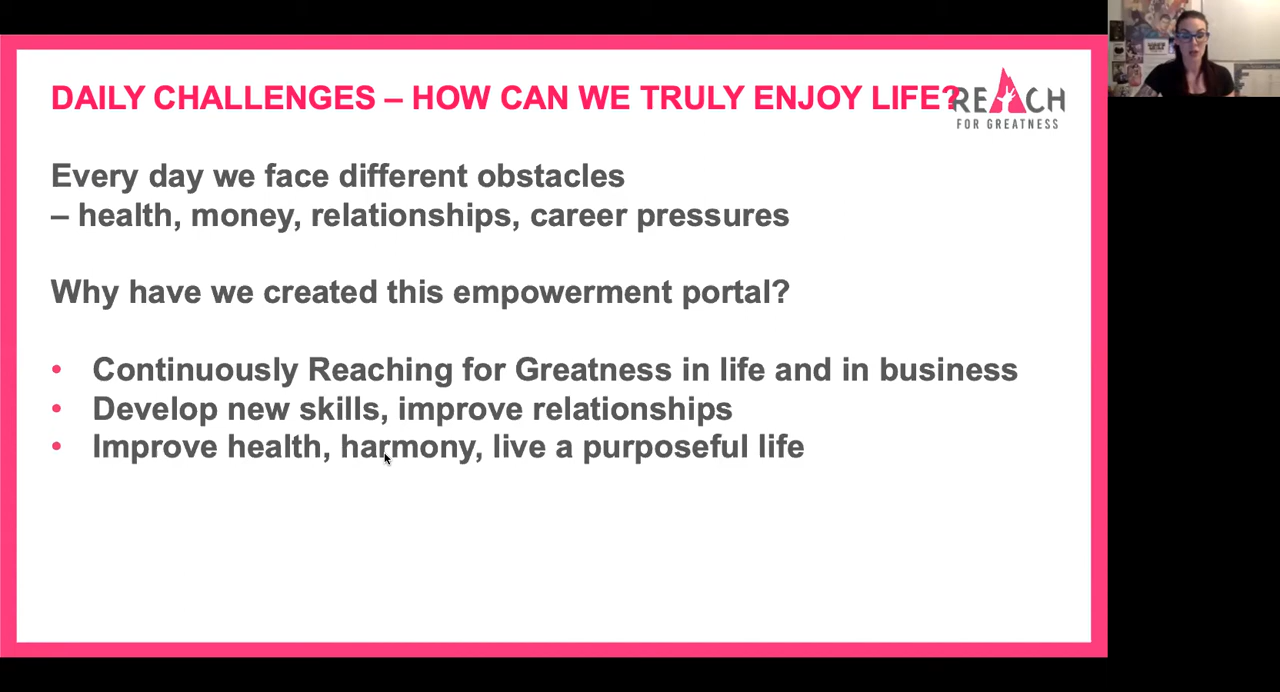 DAILY CHALLENGES – HOW CAN WE TRULY ENJOY LIFE?
REACH
FOR GREATNESS
Every day we face different obstacles
– health, money, relationships, career pressures
Why have we created this empowerment portal?
• Continuously Reaching for Greatness in life and in business
• Develop new skills, improve relationships
• Improve health, harmony, live a purposeful life